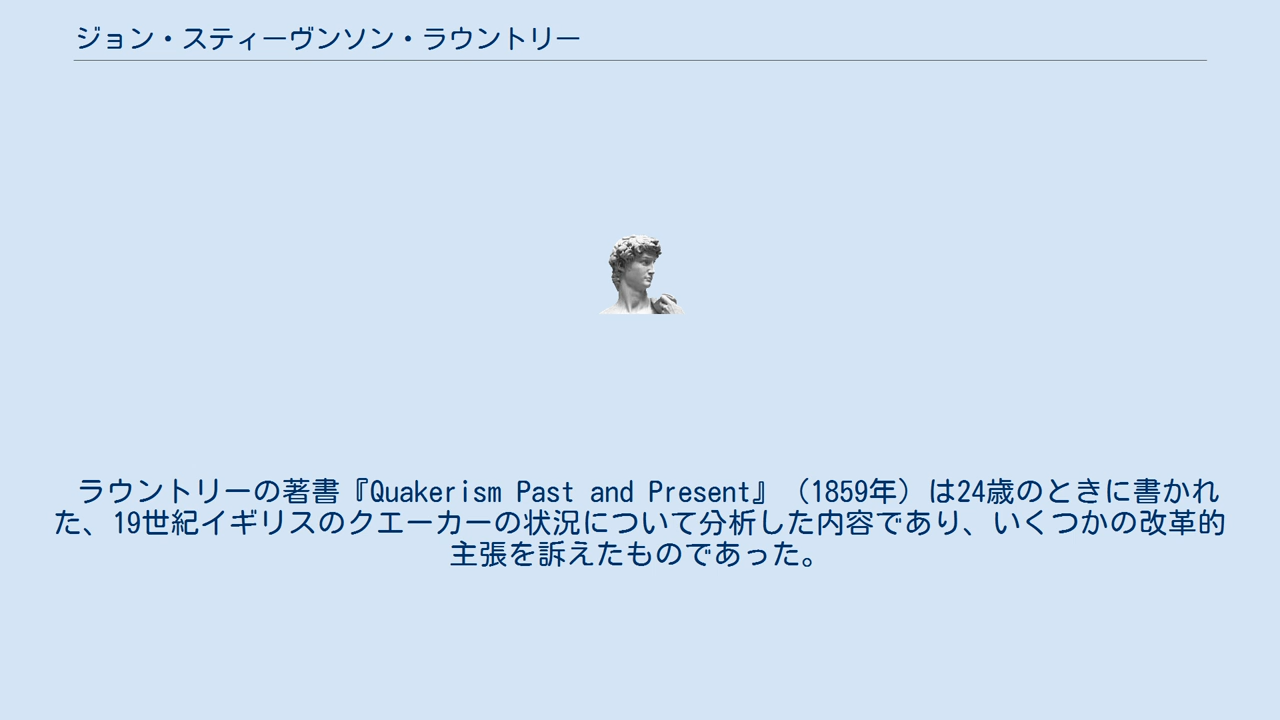 ジョン・スティーヴンソン・ラウントリー
ラウントリーの著書『Quakerism Past and Present』（1859年）は24歳のときに書かれ
た、19世紀イギリスのクエーカーの状況について分析した内容であり、いくつかの改革的
主張を訴えたものであった。